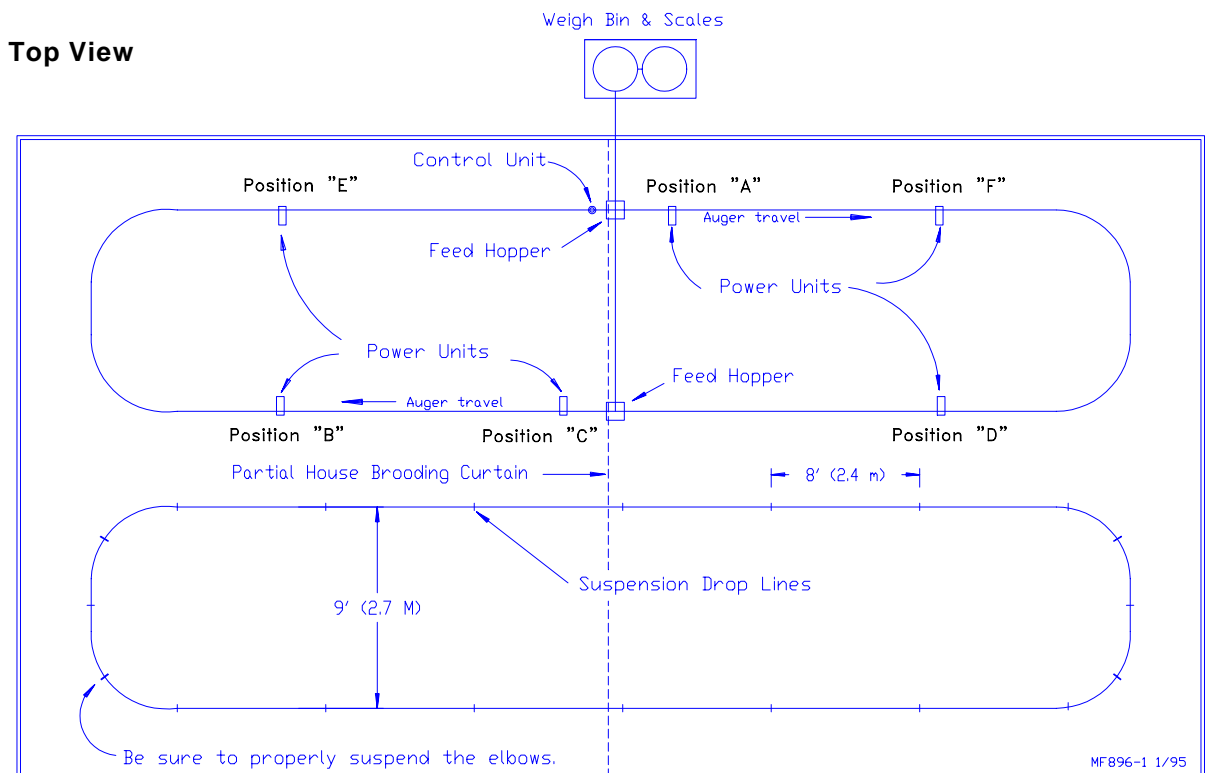 Weigh Bin & Scales
Top View
Control Unit
Position "E"
Position "A"
Position "F"
Auger travel
Feed Hopper
Power Units
Power Units
Feed Hopper
Auger travel
Position "B"
Position "C"
Position "D"
Partial House Brooding Curtain
8' (2.4 m)
Suspension Drop Lines
9' (2.7 M)
Be sure to properly suspend the elbows.
MF896-1 1/95